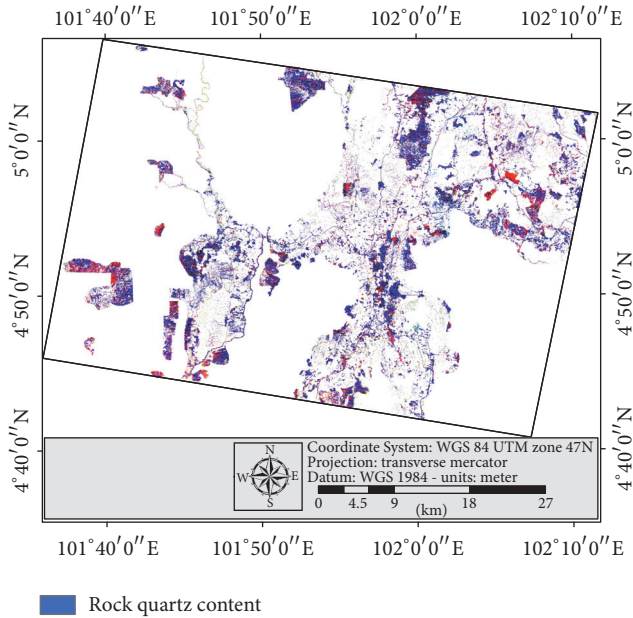 101°40′0″E 101°50′0″E 102°0′0″E 102°10′0″E
5°0′0″N
4°50′0″N
4°40′0″N
5°0′0″N
4°50′0″N
4°40′0″N
N
W E
S
Coordinate System: WGS 84 UTM zone 47N
Projection: transverse mercator
Datum: WGS 1984 - units: meter
0 4.5 9 18 27
(km)
101°40′0″E 101°50′0″E 102°0′0″E 102°10′0″E
Rock quartz content